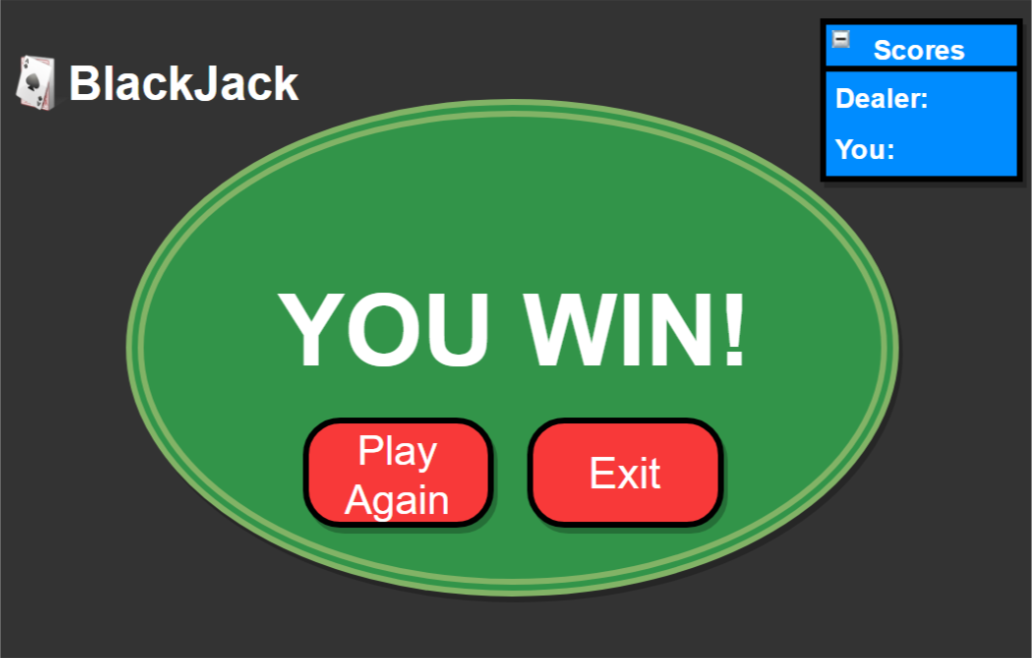 BlackJack
Scores
Dealer:
You:
YOU WIN!
Play
Again
Exit